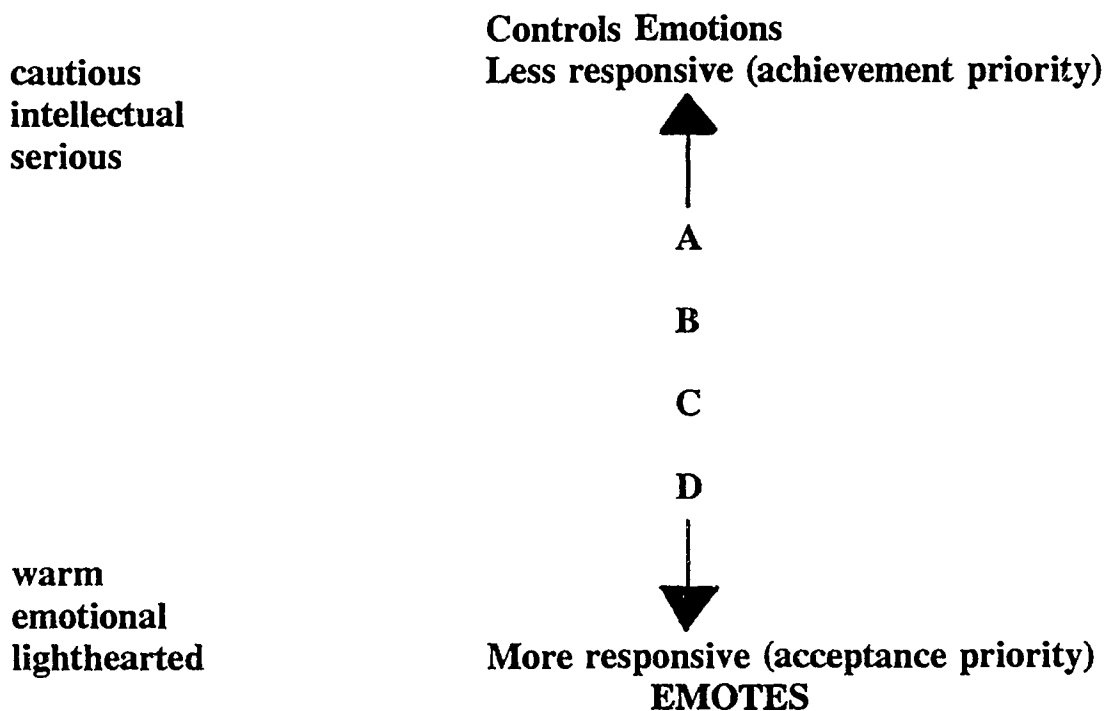 Controls Emotions
cautious
Less responsive (achievement priority)
intellectual
serious
A
B
C
D
warm
emotional
lighthearted
More responsive (acceptance priority)
EMOTES